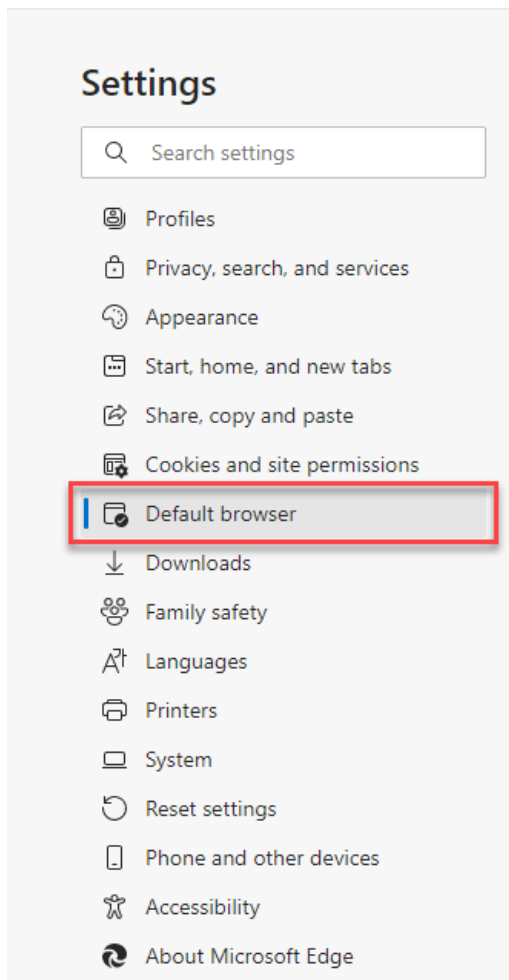 Settings
Search settings
Profiles
Privacy, search, and services
Appearance
Start, home, and new tabs
Share, copy and paste
Cookies and site permissions
Default browser
Downloads
Family safety
Languages
Printers
System
Reset settings
Phone and other devices
Accessibility
About Microsoft Edge